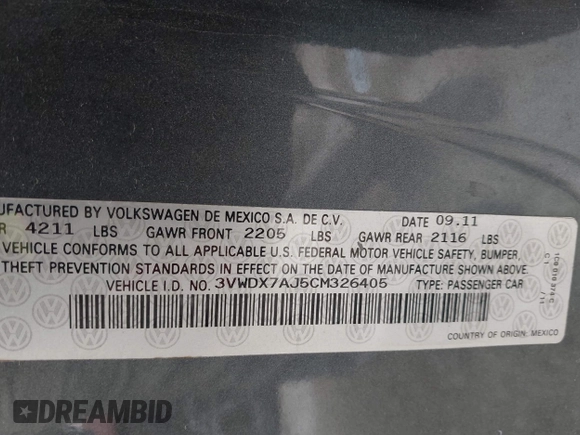 NUFACTURED BY VOLKSWAGEN DE MEXICO S.A. DE C.V. DATE 09.11
R 4211 LBS GAWR FRONT 2205 LBS GAWR REAR 2116 LBS
VEHICLE CONFORMS TO ALL APPLICABLE U.S. FEDERAL MOTOR VEHICLE SAFETY, BUMPER,
THEFT PREVENTION STANDARDS IN EFFECT ON THE DATE OF MANUFACTURE SHOWN ABOVE.
VEHICLE I.D. NO. 3VWDX7AJ5CM326405 TYPE: PASSENGER CAR
COUNTRY OF ORIGIN: MEXICO
DREAMBID